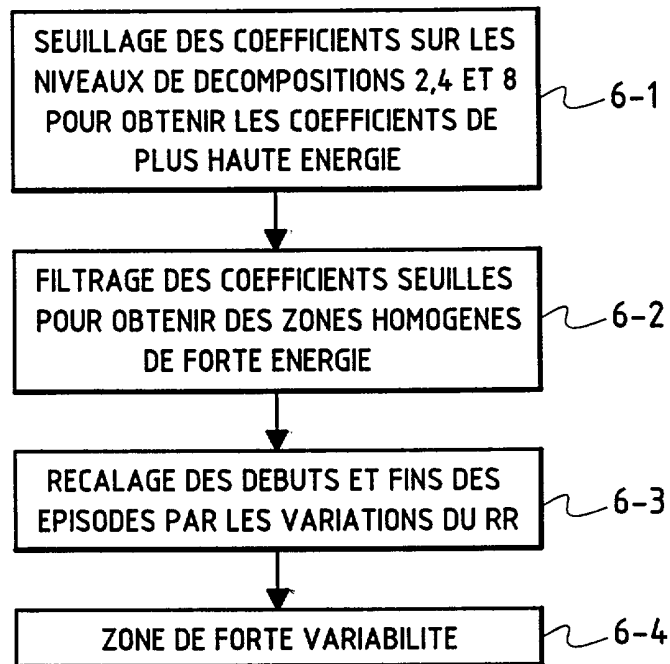 SEUILLAGE DES COEFFICIENTS SUR LES
NIVEAUX DE DECOMPOSITIONS 2,4 ET 8
POUR OBTENIR LES COEFFICIENTS DE
PLUS HAUTE ENERGIE
6-1
FILTRAGE DES COEFFICIENTS SEUILLES
POUR OBTENIR DES ZONES HOMOGENES
DE FORTE ENERGIE
6-2
RECALAGE DES DEBUTS ET FINS DES
EPISODES PAR LES VARIATIONS DU RR
6-3
ZONE DE FORTE VARIABILITE
6-4